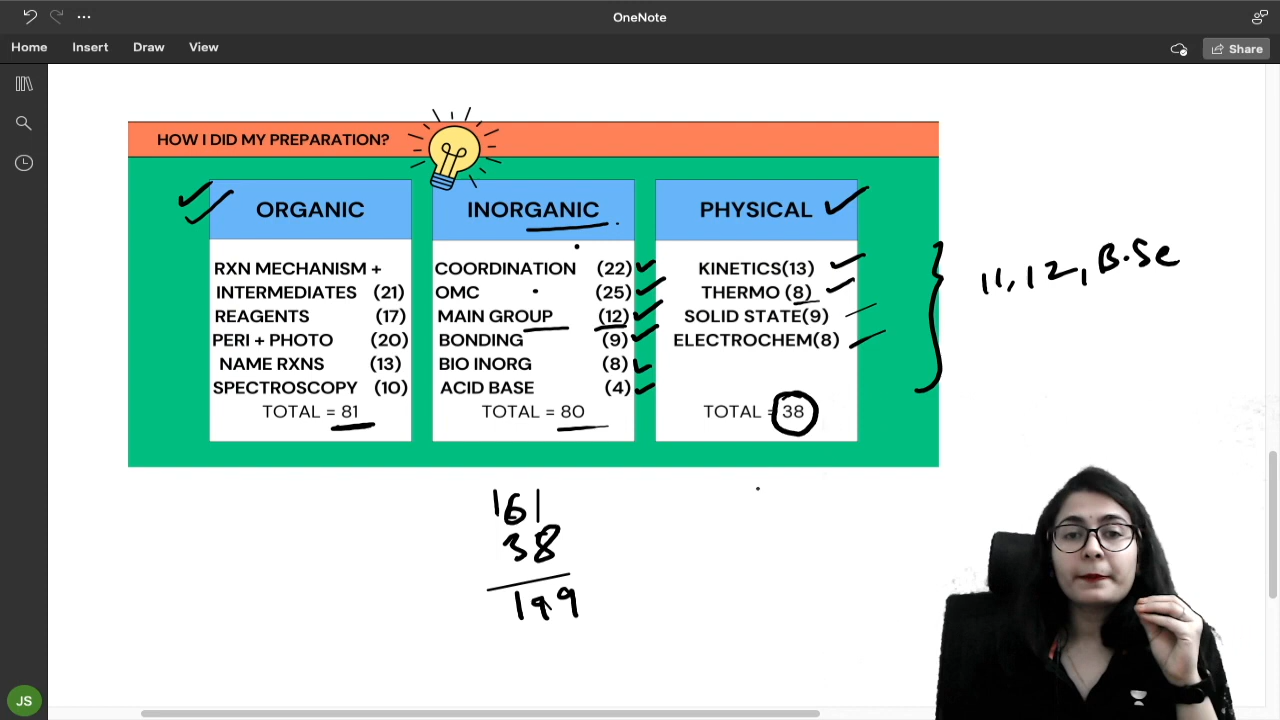 OneNote
Home Insert Draw View
Share
HOW I DID MY PREPARATION?
ORGANIC
RXN MECHANISM +
INTERMEDIATES (21)
REAGENTS (17)
PERI + PHOTO (20)
NAME RXNS (13)
SPECTROSCOPY (10)
TOTAL = 81
INORGANIC
COORDINATION (22)
OMC (25)
MAIN GROUP (12)
BONDING (9)
BIO INORG (8)
ACID BASE (4)
TOTAL = 80
PHYSICAL
KINETICS(13)
THERMO (8)
SOLID STATE(9)
ELECTROCHEM(8)
TOTAL = 38
11, 12, B.Sc
161
38
199
JS